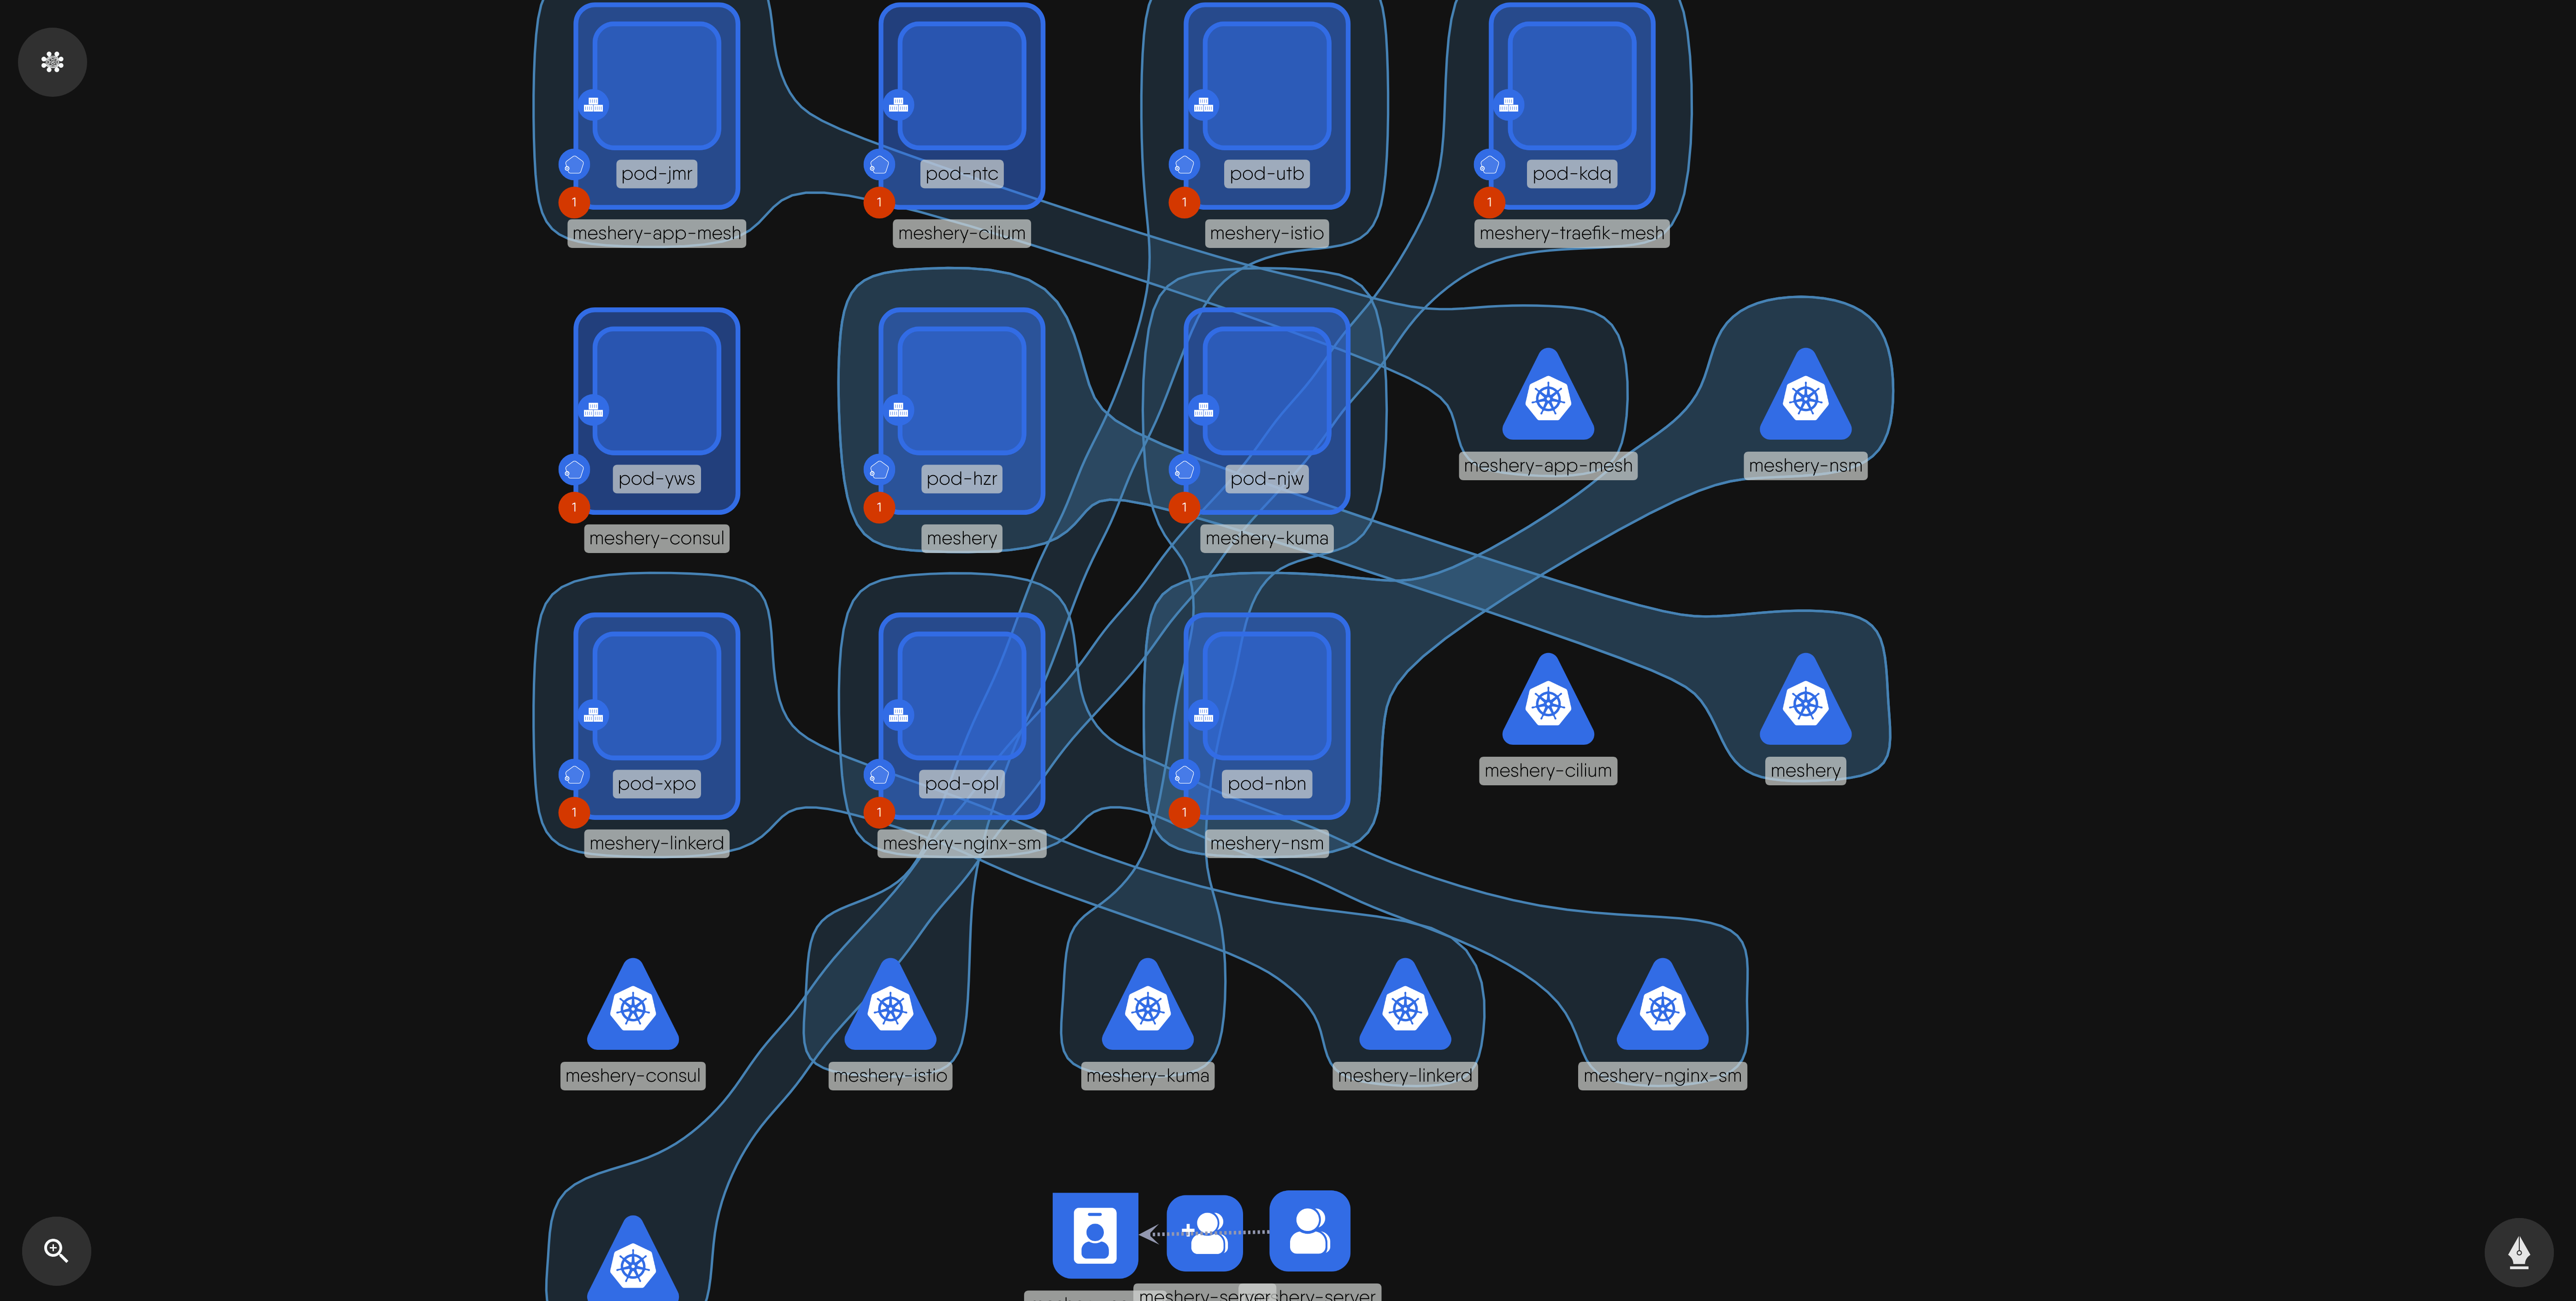 pod-jmr
pod-ntc
pod-utb
pod-kdq
1
1
1
1
meshery-app-mesh
meshery-cilium
meshery-istio
meshery-traefik-mesh
pod-yws
pod-hzr
pod-njw
meshery-app-mesh
meshery-nsm
1
1
1
meshery-consul
meshery
meshery-kuma
pod-xpo
pod-opl
pod-nbn
meshery-cilium
meshery
1
1
1
meshery-linkerd
meshery-nginx-sm
meshery-nsm
meshery-consul
meshery-istio
meshery-kuma
meshery-linkerd
meshery-nginx-sm
meshery-server
hery-server